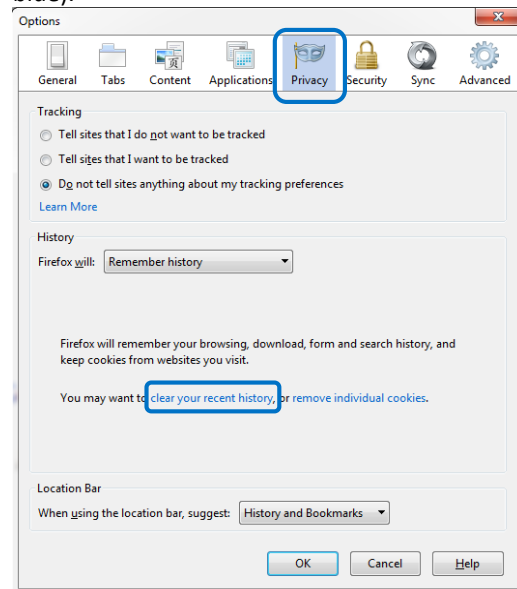 Options
General Tabs Content Applications Privacy Security Sync Advanced
Tracking
Tell sites that I do not want to be tracked
Tell sites that I want to be tracked
Do not tell sites anything about my tracking preferences
Learn More
History
Firefox will: Remember history
Firefox will remember your browsing, download, form and search history, and
keep cookies from websites you visit.
You may want to clear your recent history, or remove individual cookies.
Location Bar
When using the location bar, suggest: History and Bookmarks
OK Cancel Help